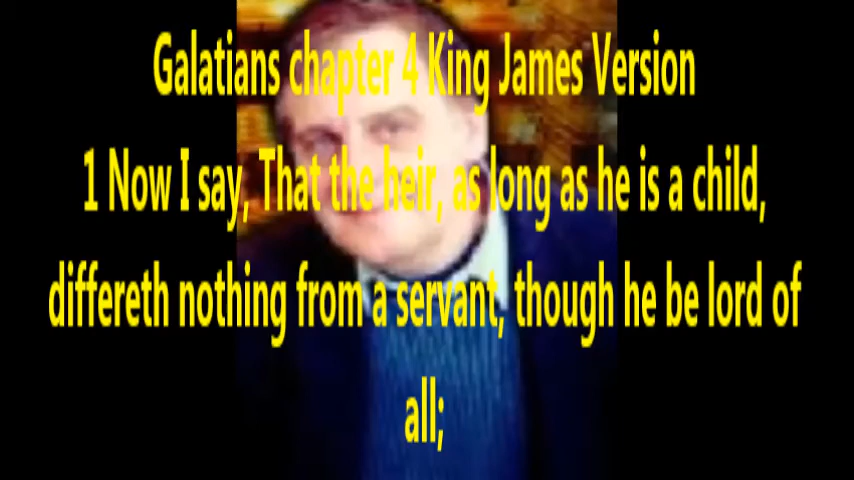 Galatians chapter 4 King James Version
1 Now I say, That the heir, as long as he is a child,
differeth nothing from a servant, though he be lord of
all;